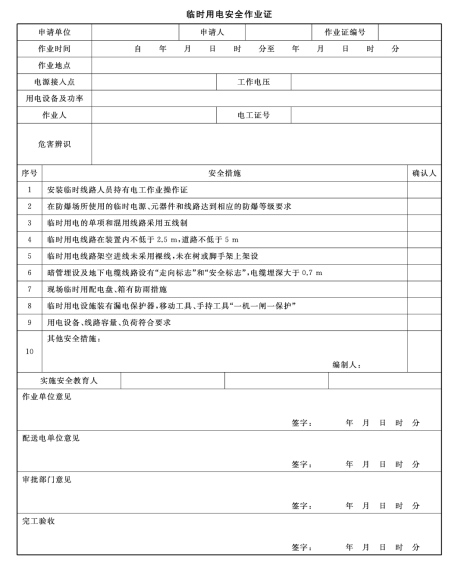 临时用电安全作业证
申请单位 申请人 作业证编号
作业时间 自 年 月 日 时 分至 年 月 日 时 分
作业地点
电源接入点 工作电压
用电设备及功率
作业人 电工证号
危害辨识
序号 安全措施 确认人
1 安装临时线路人员持有电工作业操作证
2 在防爆场所使用的临时电源、元器件和线路达到相应的防爆等级要求
3 临时用电的单项和混用线路采用五线制
4 临时用电线路在装置内不低于 2.5 m,道路不低于 5 m
5 临时用电线路架空进线未采用裸线,未在树或脚手架上架设
6 暗管埋设及地下电缆线路设有“走向标志”和“安全标志”,电缆埋深大于 0.7 m
7 现场临时用配电盘、箱有防雨措施
8 临时用电设施装有漏电保护器,移动工具、手持工具“一机一闸一保护”
9 用电设备、线路容量、负荷符合要求
10 其他安全措施:
编制人:
实施安全教育人
作业单位意见
签字: 年 月 日 时 分
配送电单位意见
签字: 年 月 日 时 分
审批部门意见
签字: 年 月 日 时 分
完工验收
签字: 年 月 日 时 分